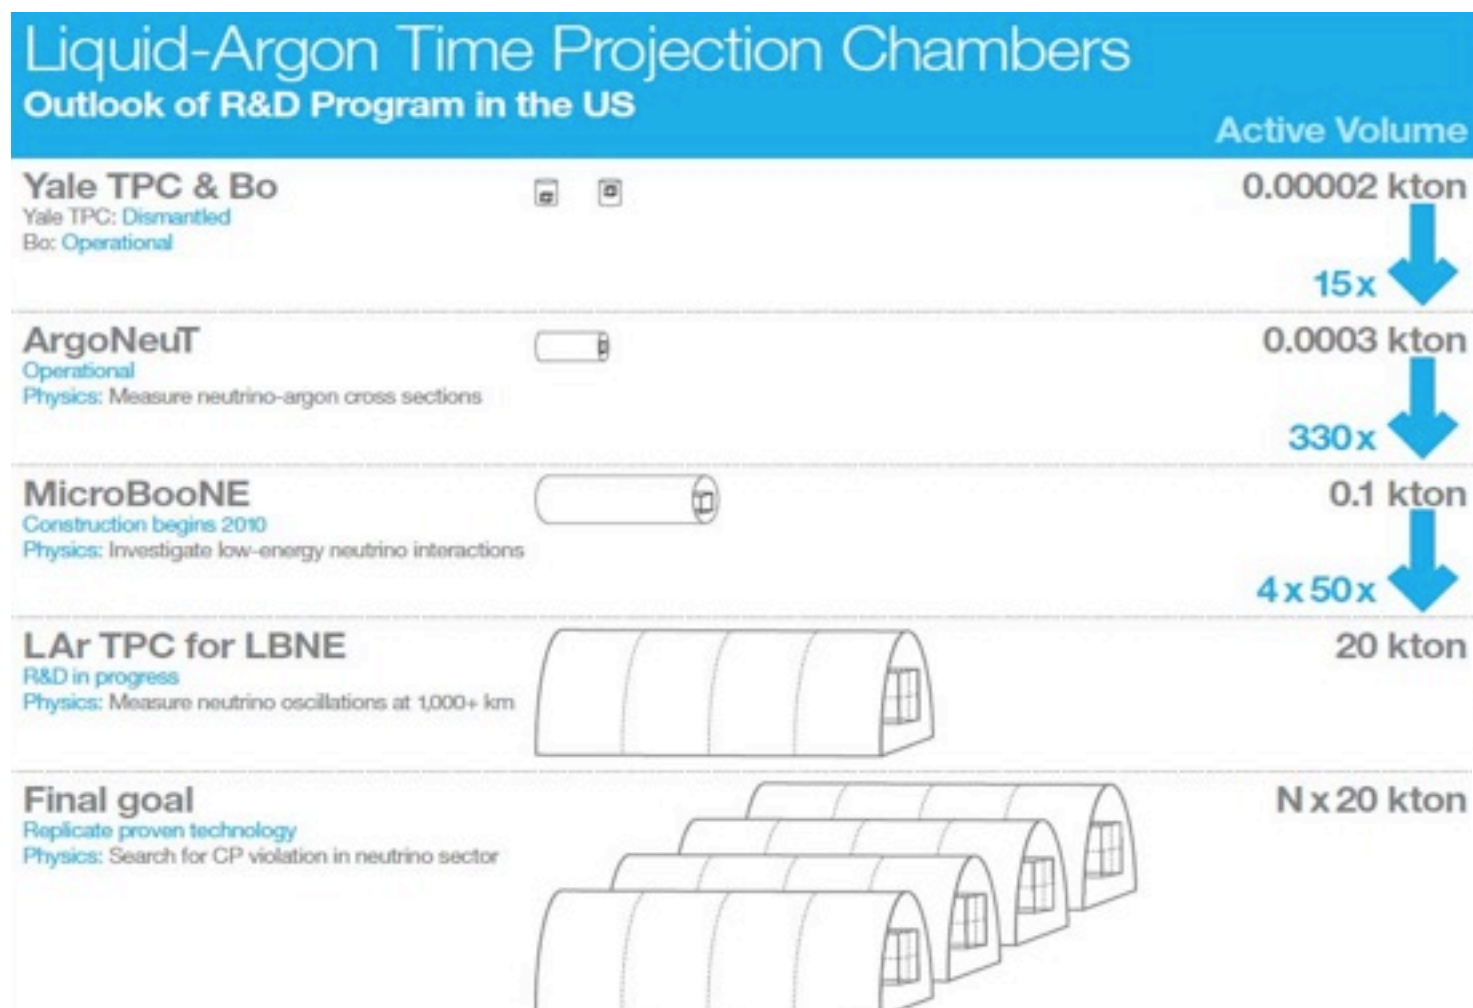 Liquid-Argon Time Projection Chambers
Outlook of R&D Program in the US
Active Volume
Yale TPC & Bo
0.00002 kton
Yale TPC: Dismantled
Bo: Operational
15x
ArgoNeuT
0.0003 kton
Operational
Physics: Measure neutrino-argon cross sections
330x
MicroBooNE
0.1 kton
Construction begins 2010
Physics: Investigate low-energy neutrino interactions
4 x 50x
LAr TPC for LBNE
20 kton
R&D in progress
Physics: Measure neutrino oscillations at 1,000+ km
Final goal
N x 20 kton
Replicate proven technology
Physics: Search for CP violation in neutrino sector